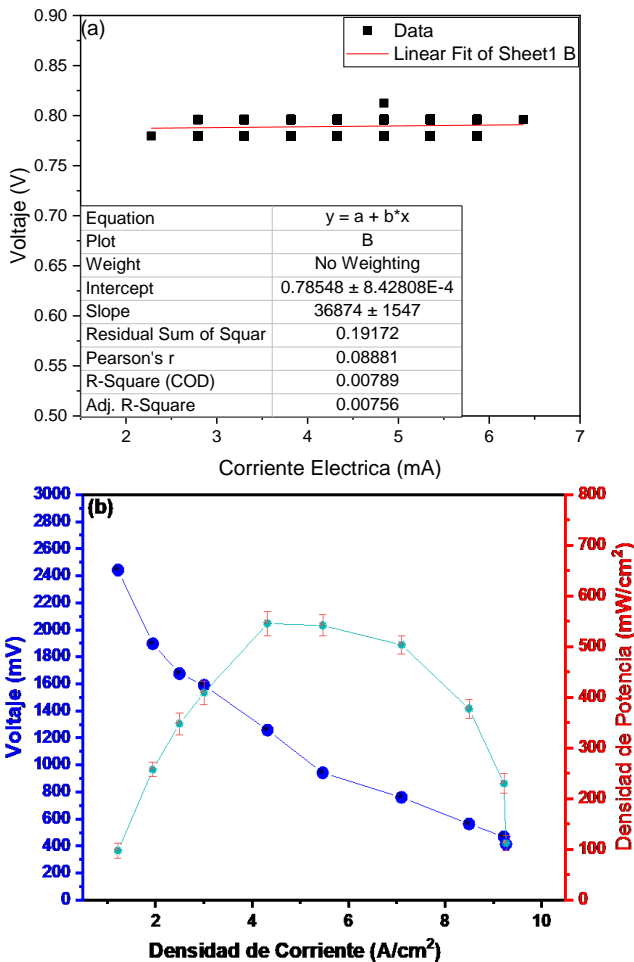 (a)
Data
Linear Fit of Sheet1 B
0.90
0.85
0.80
0.75
0.70
0.65
0.60
0.55
0.50
Voltaje (V)
Equation y = a + b*x
Plot B
Weight No Weighting
Intercept 0.78548 ± 8.42808E-4
Slope 36874 ± 1547
Residual Sum of Squar 0.19172
Pearson's r 0.08881
R-Square (COD) 0.00789
Adj. R-Square 0.00756
2 3 4 5 6 7
Corriente Electrica (mA)
(b)
3000
2800
2600
2400
2200
2000
1800
1600
1400
1200
1000
800
600
400
200
0
Voltaje (mV)
800
700
600
500
400
300
200
100
0
Densidad de Potencia (mW/cm²)
2 4 6 8 10
Densidad de Corriente (A/cm²)